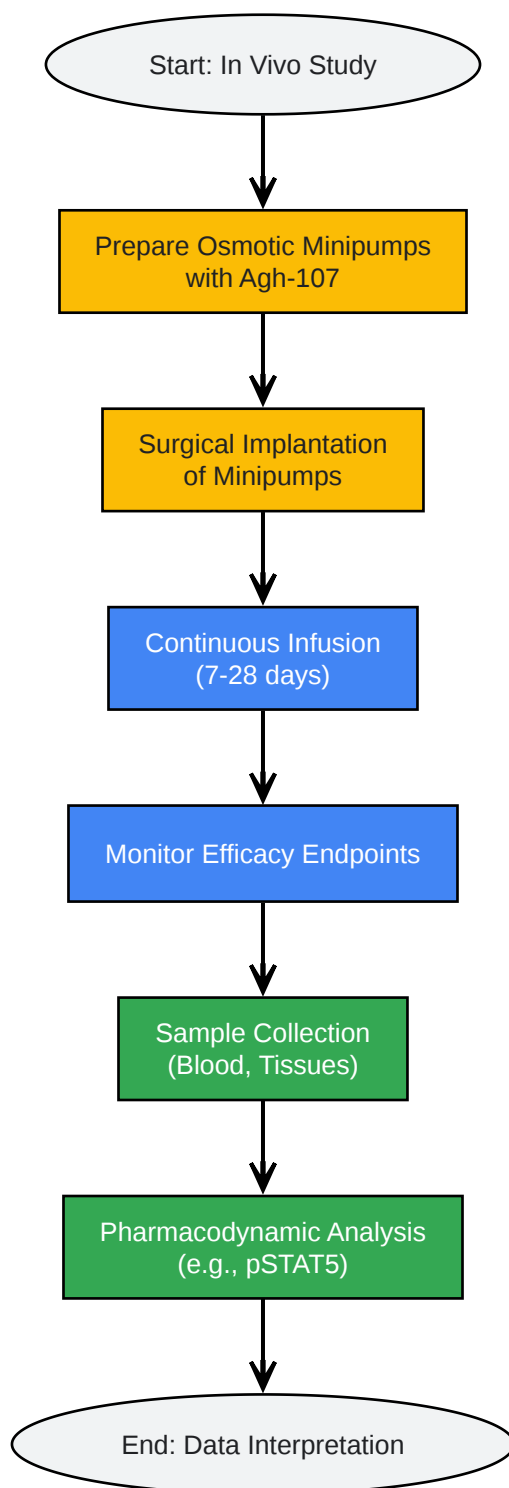 Start: In Vivo Study
Prepare Osmotic Minipumps
with Agh-107
Surgical Implantation
of Minipumps
Continuous Infusion
(7-28 days)
Monitor Efficacy Endpoints
Sample Collection
(Blood, Tissues)
Pharmacodynamic Analysis
(e.g., pSTAT5)
End: Data Interpretation